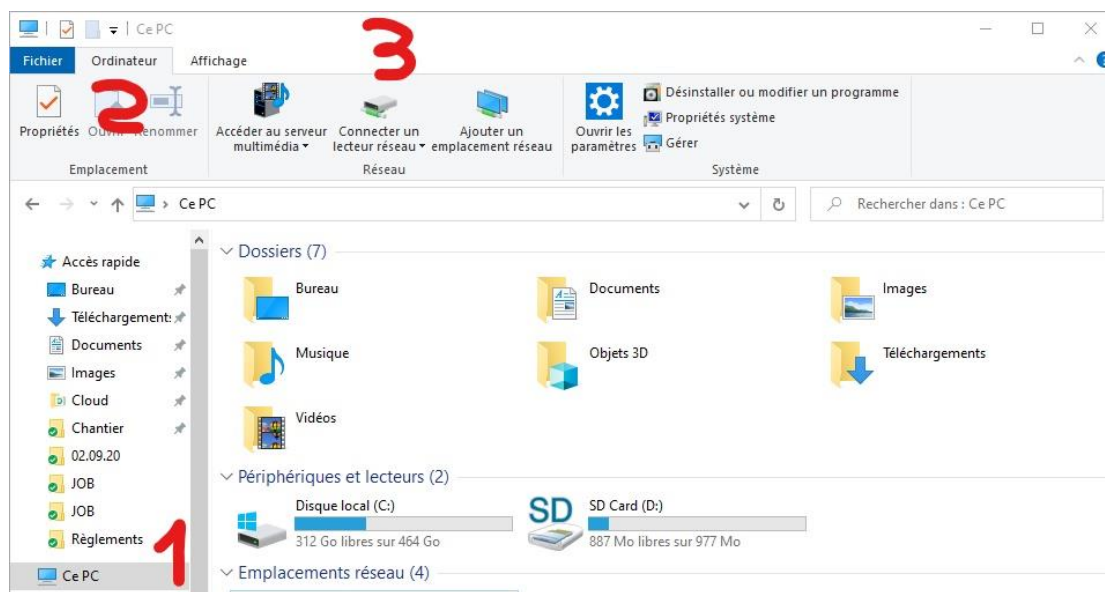 Ce PC
3
Fichier Ordinateur Affichage
2
Propriétés Ouvrir Renommer
Accéder au serveur multimédia
Connecter un lecteur réseau
Ajouter un emplacement réseau
Ouvrir les paramètres
Désinstaller ou modifier un programme
Propriétés système
Gérer
Emplacement Réseau Système
Ce PC
Rechercher dans : Ce PC
Accès rapide
Bureau
Téléchargements
Documents
Images
Cloud
Chantier
02.09.20
JOB
JOB
Règlements
1
Ce PC
Dossiers (7)
Bureau Documents Images
Musique Objets 3D Téléchargements
Vidéos
Périphériques et lecteurs (2)
Disque local (C:)
312 Go libres sur 464 Go
SD
SD Card (D:)
887 Mo libres sur 977 Mo
Emplacements réseau (4)